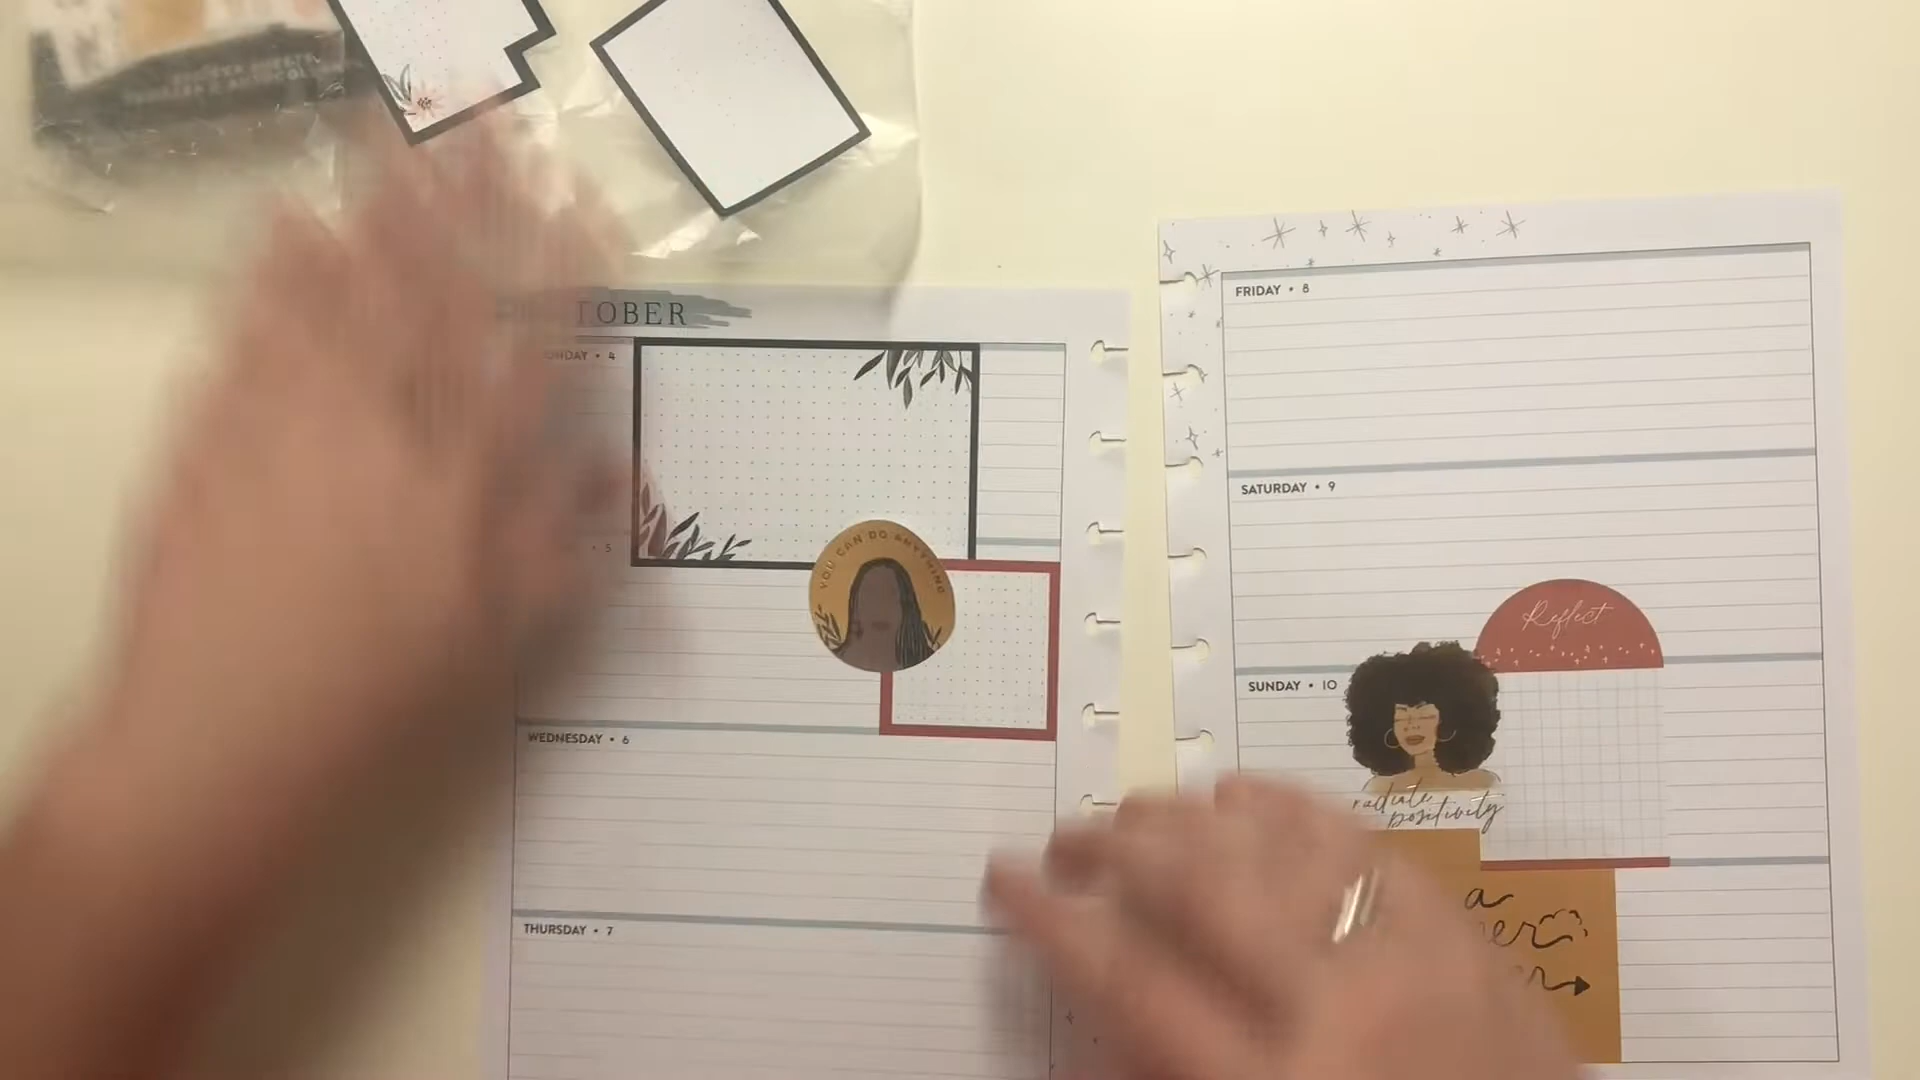 TOBER
NDAY • 4
• 5
YOU CAN DO ANYTHING
WEDNESDAY • 6
THURSDAY • 7
FRIDAY • 8
SATURDAY • 9
Reflect
SUNDAY • 10
radiate
positivity
a